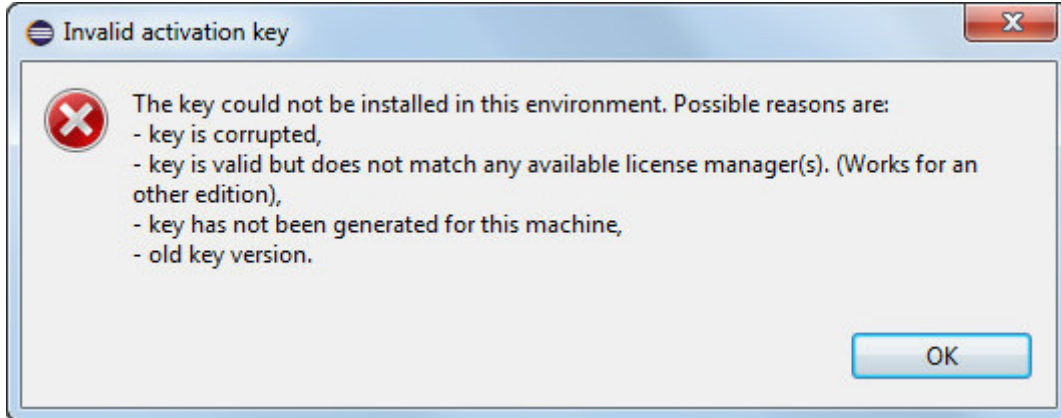 Invalid activation key
The key could not be installed in this environment. Possible reasons are:
- key is corrupted,
- key is valid but does not match any available license manager(s). (Works for an
other edition),
- key has not been generated for this machine,
- old key version.
OK